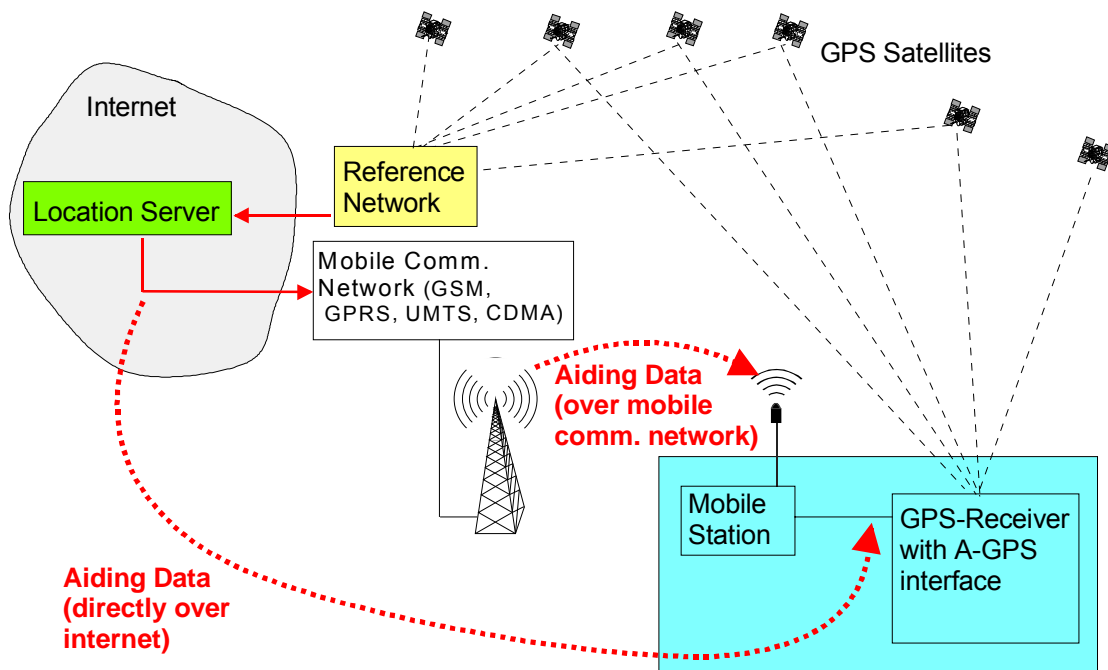 GPS Satellites
Internet
Reference
Network
Location Server
Mobile Comm.
Network (GSM,
GPRS, UMTS, CDMA)
Aiding Data
(over mobile
comm. network)
Mobile
Station
GPS-Receiver
with A-GPS
interface
Aiding Data
(directly over
internet)